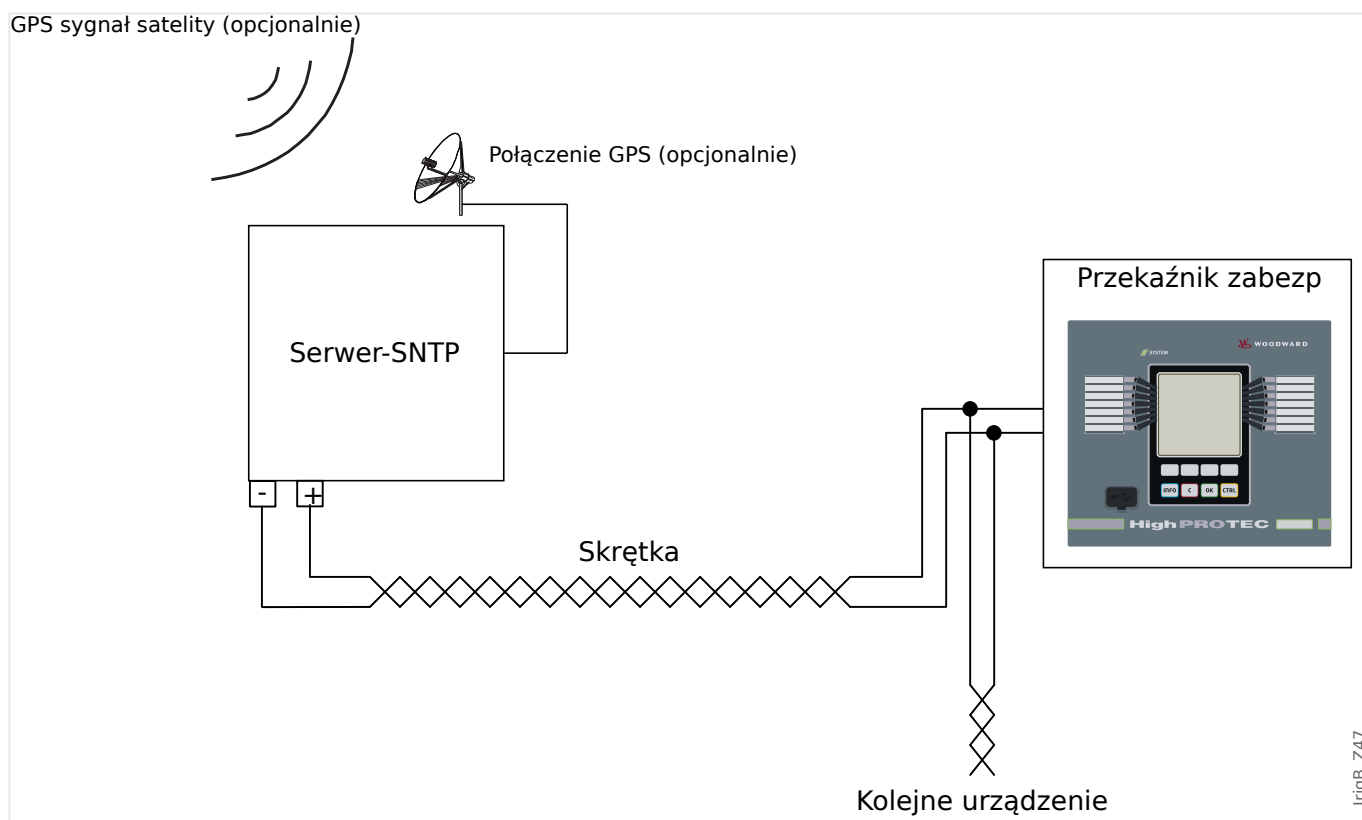 GPS sygnał satelity (opcjonalnie)
Połączenie GPS (opcjonalnie)
Serwer-SNTP
- +
Przekaźnik zabezp
WOODWARD
SYSTEM
INFO C OK CTRL
HighPROTEC
Skrętka
Kolejne urządzenie
IrigB_Z47